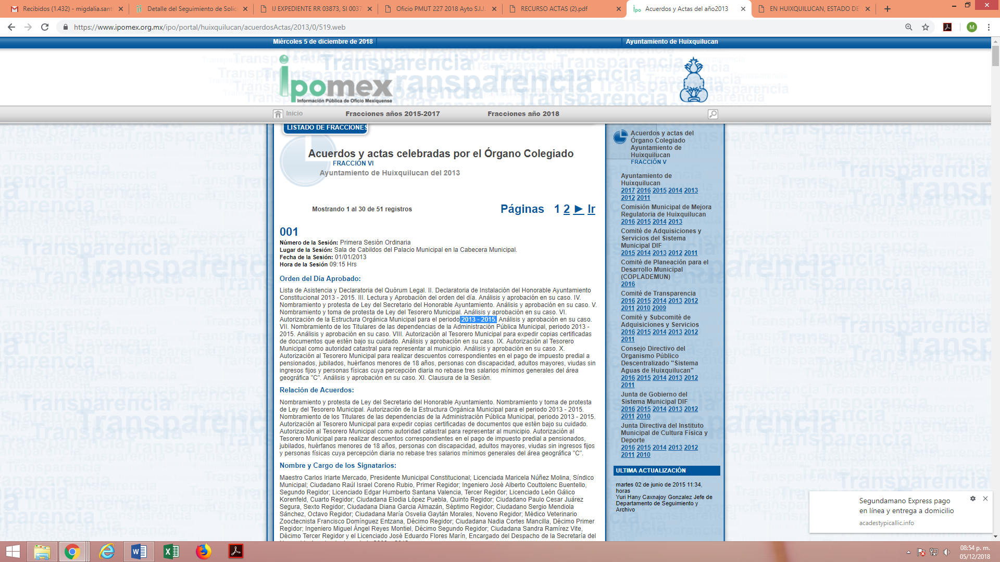 Recibidos (1.432) - migdalia.sant
Detalle del Seguimiento de Solic
IJ EXPEDIENTE RR 03873, SI 0037
Oficio PMUT 227 2018 Ayto S.I.J.
RECURSO ACTAS (2).pdf
Acuerdos y Actas del año2013
EN HUIXQUILUCAN, ESTADO DE
https://www.ipomex.org.mx/ipo/portal/huixquilucan/acuerdosActas/2013/0/519.web
M
Miércoles 5 de diciembre de 2018
Ayuntamiento de Huixquilucan
Transparencia
ipomex
Información Pública de Oficio Mexiquense
Inicio
Fracciones años 2015-2017
Fracciones año 2018
LISTADO DE FRACCIONES
Acuerdos y actas celebradas por el Órgano Colegiado
FRACCIÓN VI
Ayuntamiento de Huixquilucan del 2013
Mostrando 1 al 30 de 51 registros
Páginas 1 2 ► Ir
001
Número de la Sesión: Primera Sesión Ordinaria
Lugar de la Sesión: Sala de Cabildos del Palacio Municipal en la Cabecera Municipal.
Fecha de la Sesión: 01/01/2013
Hora de la Sesión 09:15 Hrs
Orden del Día Aprobado:
Lista de Asistencia y Declaratoria del Quórum Legal. II. Declaratoria de Instalación del Honorable Ayuntamiento
Constitucional 2013 - 2015. III. Lectura y Aprobación del orden del día. Análisis y aprobación en su caso. IV.
Nombramiento y protesta de Ley del Secretario del Honorable Ayuntamiento. Análisis y aprobación en su caso. V.
Nombramiento y toma de protesta de Ley del Tesorero Municipal. Análisis y aprobación en su caso. VI.
Autorización de la Estructura Orgánica Municipal para el periodo 2013 - 2015. Análisis y aprobación en su caso.
VII. Nombramiento de los Titulares de las dependencias de la Administración Pública Municipal, periodo 2013 -
2015. Análisis y aprobación en su caso. VIII. Autorización al Tesorero Municipal para expedir copias certificadas
de documentos que estén bajo su cuidado. Análisis y aprobación en su caso. IX. Autorización al Tesorero
Municipal como autoridad catastral para representar al municipio. Análisis y aprobación en su caso. X.
Autorización al Tesorero Municipal para realizar descuentos correspondientes en el pago de impuesto predial a
pensionados, jubilados, huérfanos menores de 18 años, personas con discapacidad, adultos mayores, viudas sin
ingresos fijos y personas físicas cuya percepción diaria no rebase tres salarios mínimos generales del área
geográfica "C". Análisis y aprobación en su caso. XI. Clausura de la Sesión.
Relación de Acuerdos:
Nombramiento y protesta de Ley del Secretario del Honorable Ayuntamiento. Nombramiento y toma de protesta
de Ley del Tesorero Municipal. Autorización de la Estructura Orgánica Municipal para el periodo 2013 - 2015.
Nombramiento de los Titulares de las dependencias de la Administración Pública Municipal, periodo 2013 - 2015.
Autorización al Tesorero Municipal para expedir copias certificadas de documentos que estén bajo su cuidado.
Autorización al Tesorero Municipal como autoridad catastral para representar al municipio. Autorización al
Tesorero Municipal para realizar descuentos correspondientes en el pago de impuesto predial a pensionados,
jubilados, huérfanos menores de 18 años, personas con discapacidad, adultos mayores, viudas sin ingresos fijos
y personas físicas cuya percepción diaria no rebase tres salarios mínimos generales del área geográfica "C".
Nombre y Cargo de los Signatarios:
Maestro Carlos Iriarte Mercado, Presidente Municipal Constitucional; Licenciada Maricela Núñez Molina, Síndico
Municipal; Ciudadano Raúl Israel Coreno Rubio, Primer Regidor; Ingeniero José Alberto Couttolenc Buentello,
Segundo Regidor; Licenciado Edgar Humberto Santana Valencia, Tercer Regidor; Licenciado León Gálico
Korenfeld, Cuarto Regidor; Ciudadana Elodia López Puebla, Quinto Regidor; Ciudadano Paulo Cesar Juárez
Segura, Sexto Regidor; Ciudadana Diana Garcia Almazán, Séptimo Regidor; Ciudadano Sergio Mendiola
Sánchez, Octavo Regidor; Ciudadana María Osvelia Gaytán Morales, Noveno Regidor; Médico Veterinario
Zooctecnista Francisco Domínguez Entzana, Décimo Regidor; Ciudadana Nadia Cortes Mancilla, Décimo Primer
Regidor; Ingeniero Miguel Ángel Reyes Montiel, Décimo Segundo Regidor; Ciudadana Sandra Ramírez Vite,
Décimo Tercer Regidor y el Licenciado José Eduardo Flores Marín, Encargado del Despacho de la Secretaría del
Acuerdos y actas del
Órgano Colegiado
Ayuntamiento de
Huixquilucan
FRACCIÓN V
Ayuntamiento de
Huixquilucan
2017 2016 2015 2014 2013
2012 2011
Comisión Municipal de Mejora
Regulatoria de Huixquilucan
2016 2015 2014 2013
Comité de Adquisiciones y
Servicios del Sistema
Municipal DIF
2015 2014 2013 2012 2011
Comité de Planeación para el
Desarrollo Municipal
(COPLADEMUN)
2016
Comité de Transparencia
2016 2015 2014 2013 2012
2011 2010 2009
Comité y Subcomité de
Adquisiciones y Servicios
2016 2015 2014 2013 2012
2011
Consejo Directivo del
Organismo Público
Descentralizado "Sistema
Aguas de Huixquilucan"
2016 2015 2014 2013 2012
2011
Junta de Gobierno del
Sistema Municipal DIF
2016 2015 2014 2013 2012
2011 2010
Junta Directiva del Instituto
Municipal de Cultura Física y
Deporte
2016 2015 2014 2013 2012
2011 2010
ULTIMA ACTUALIZACIÓN
martes 02 de junio de 2015 11:34,
horas
Yuri Hany Caxnajoy Gonzalez Jefe de
Departamento de Seguimiento y
Archivo
Segundamano Express pago
en línea y entrega a domicilio
acadestypicallic.info
08:54 p. m.
05/12/2018